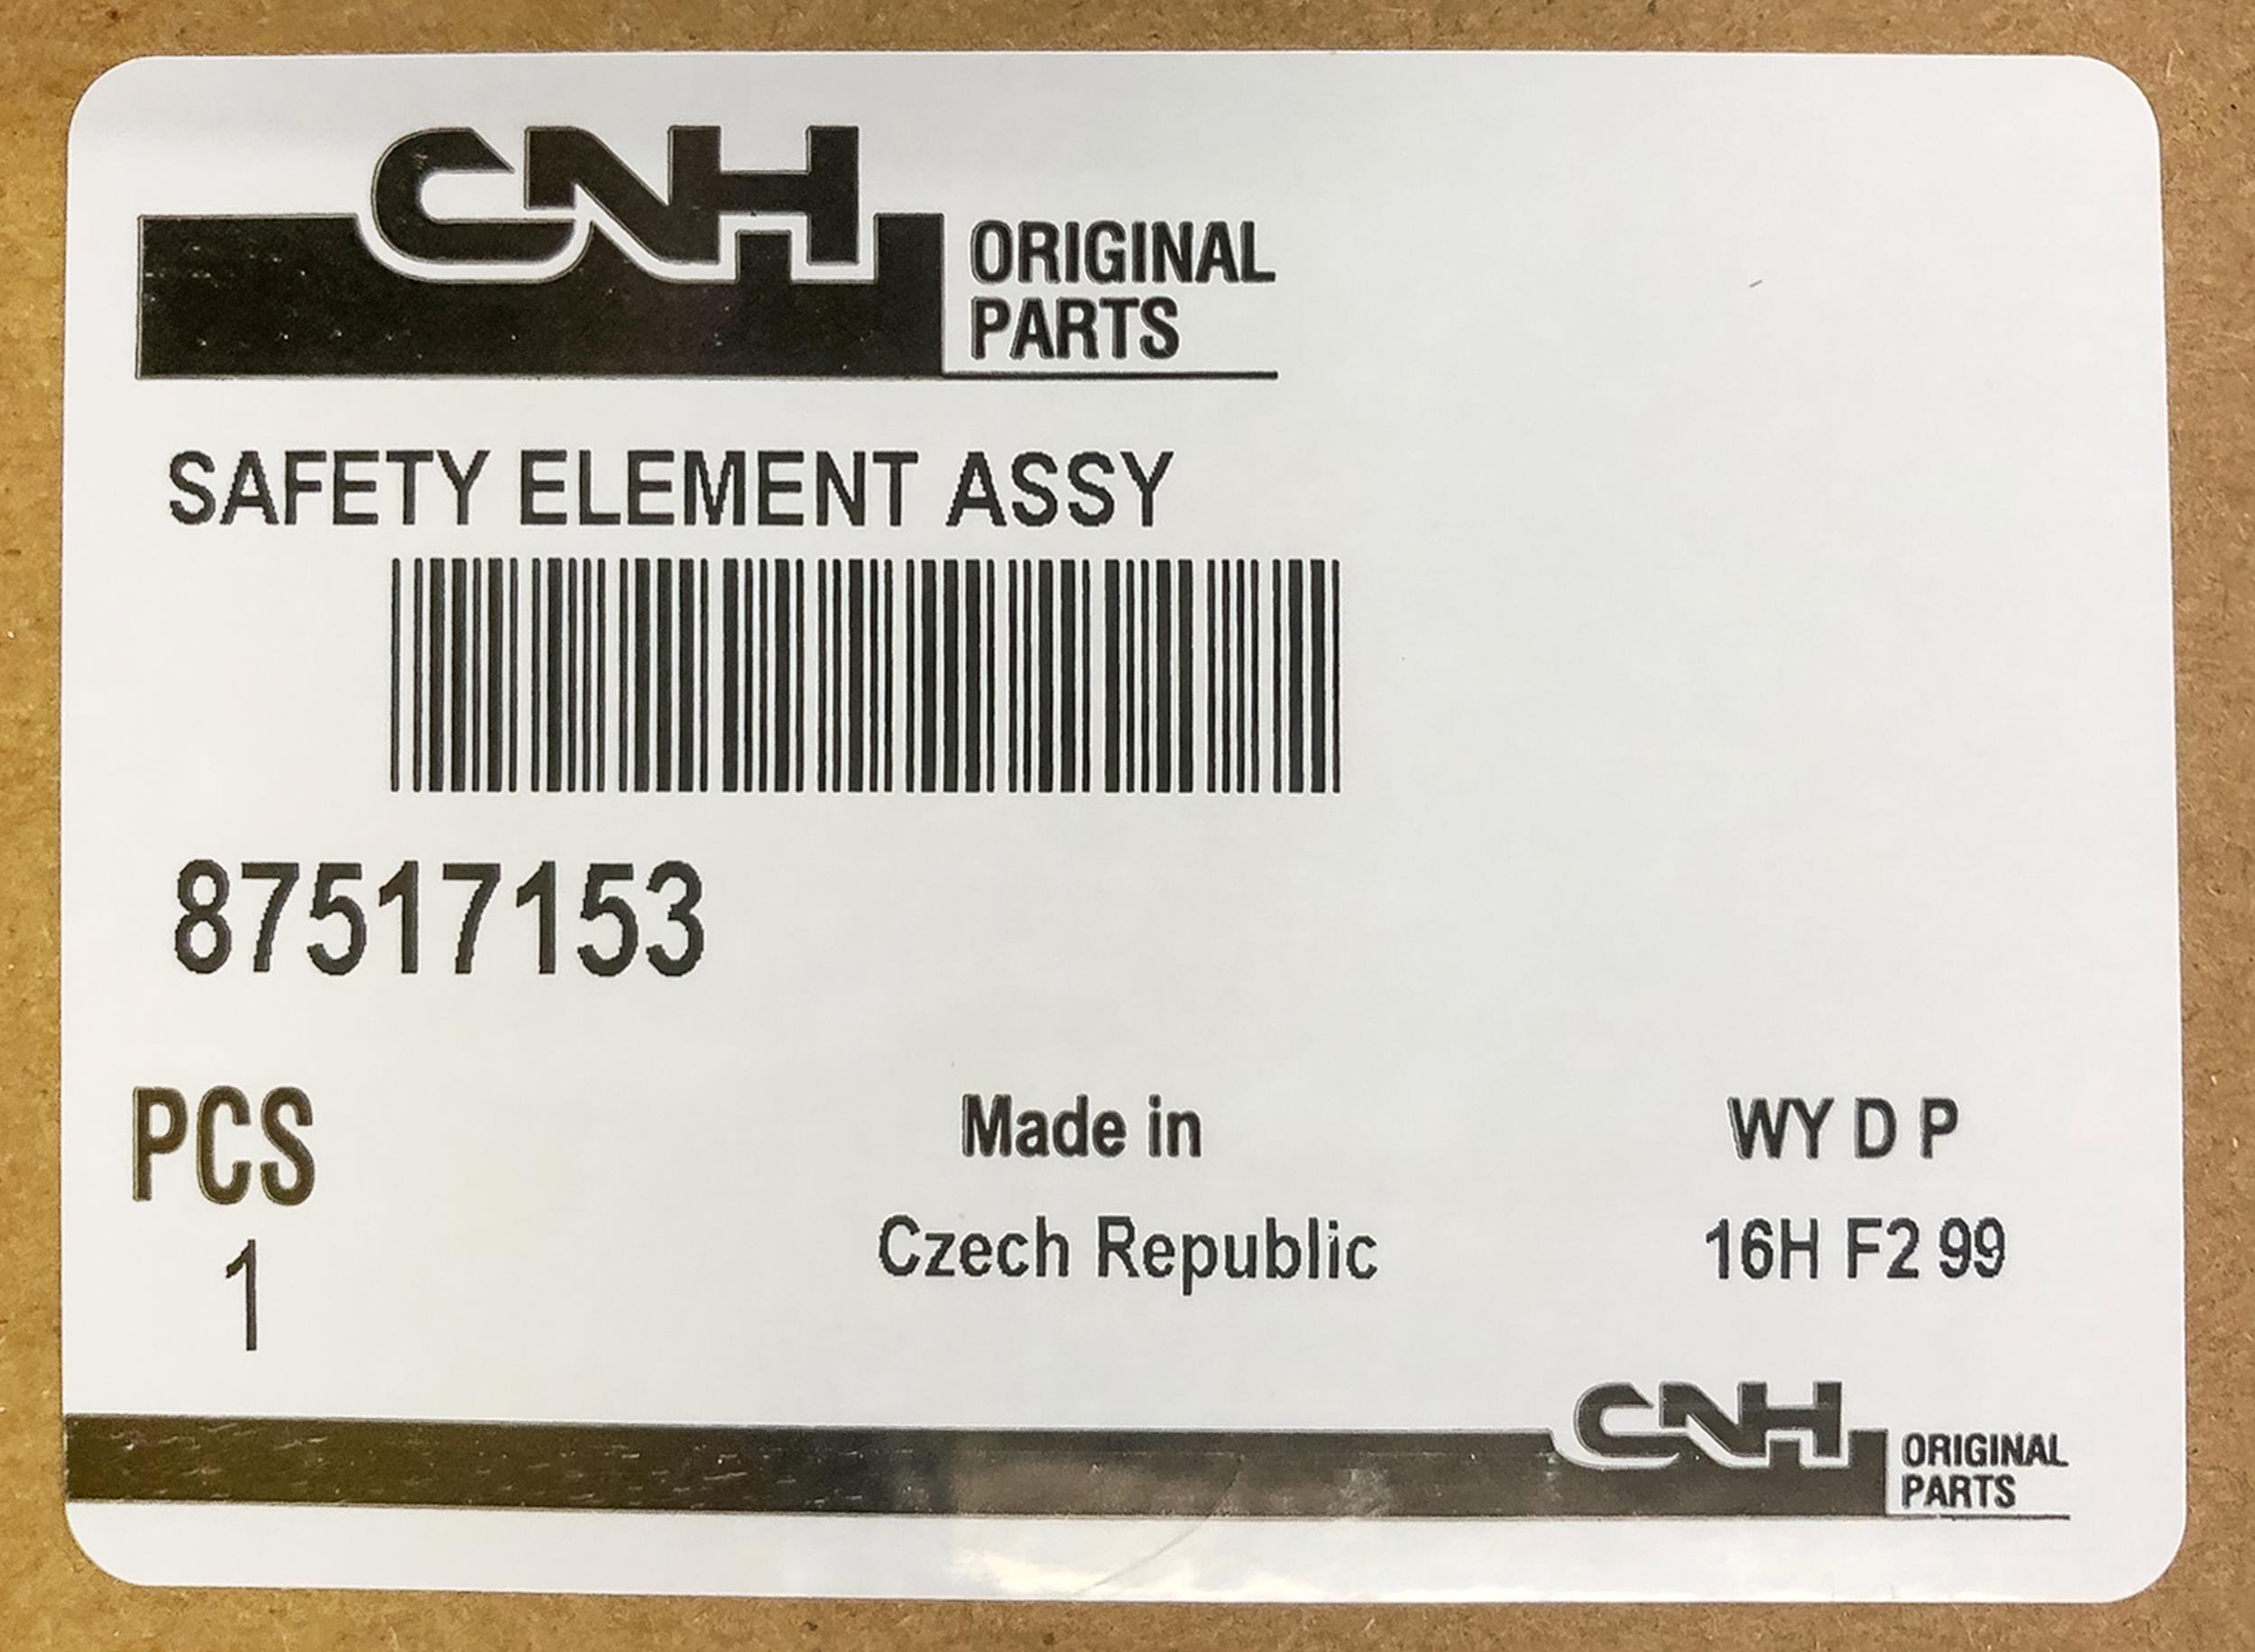 CNH ORIGINAL
PARTS
SAFETY ELEMENT ASSY
87517153
PCS
1
Made in
Czech Republic
WY D P
16H F2 99
CNH ORIGINAL
PARTS